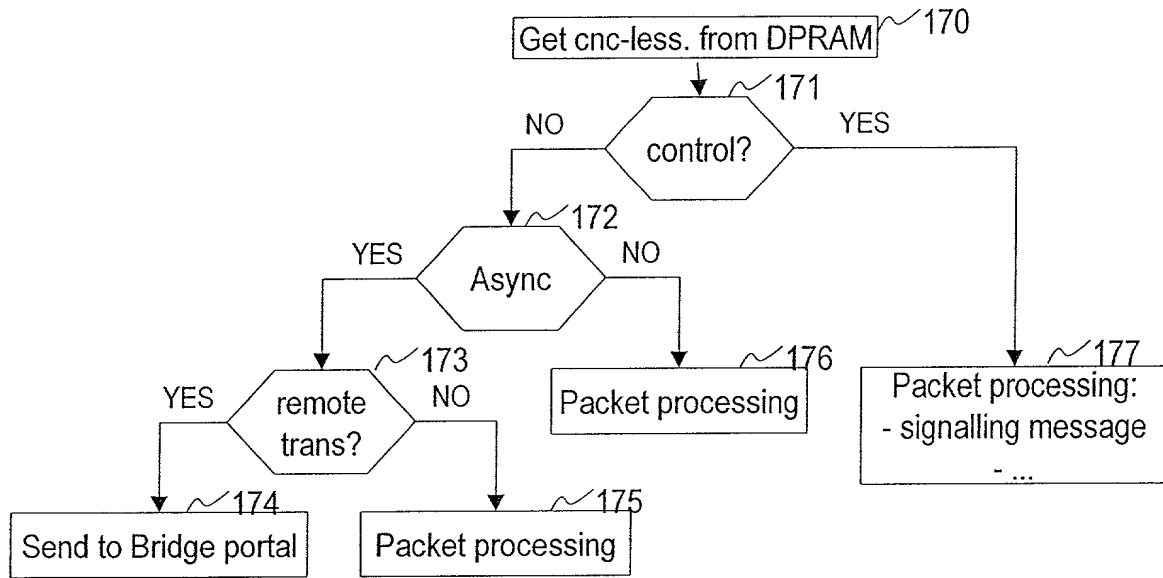 Get cnc-less. from DPRAM
170
171
NO
control?
YES
172
YES
Async
NO
173
YES
remote
trans?
NO
176
Packet processing
177
Packet processing:
- signalling message
- ...
174
Send to Bridge portal
175
Packet processing